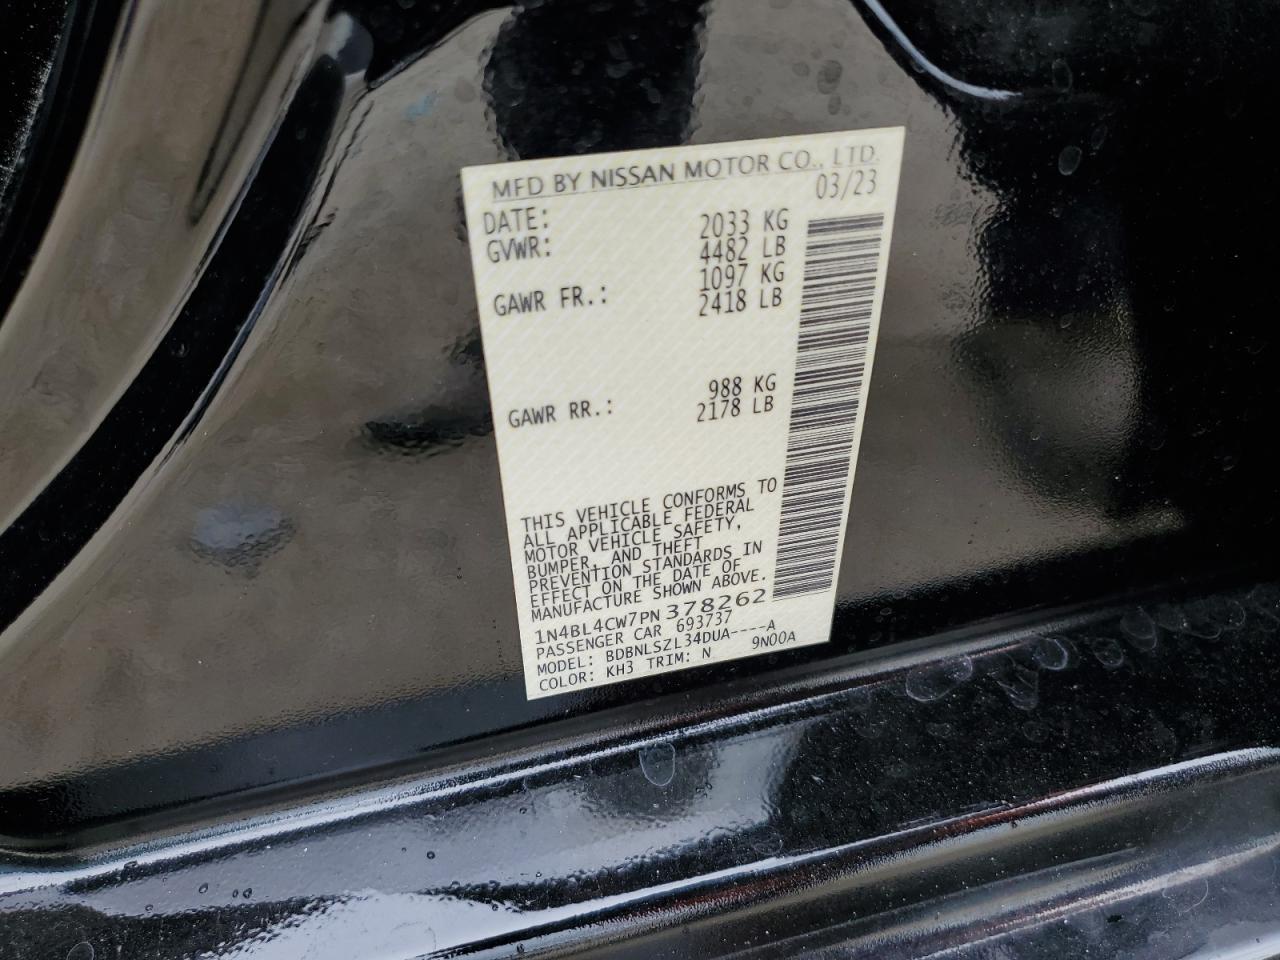 MFD BY NISSAN MOTOR CO., LTD.
DATE: 03/23
GVWR: 2033 KG
4482 LB
GAWR FR.: 1097 KG
2418 LB
GAWR RR.: 988 KG
2178 LB
THIS VEHICLE CONFORMS TO
ALL APPLICABLE FEDERAL
MOTOR VEHICLE SAFETY,
BUMPER, AND THEFT
PREVENTION STANDARDS IN
EFFECT ON THE DATE OF
MANUFACTURE SHOWN ABOVE.
1N4BL4CW7PN378262
PASSENGER CAR 693737
MODEL: BDBNLSZL34DUA----A
COLOR: KH3 TRIM: N 9N00A